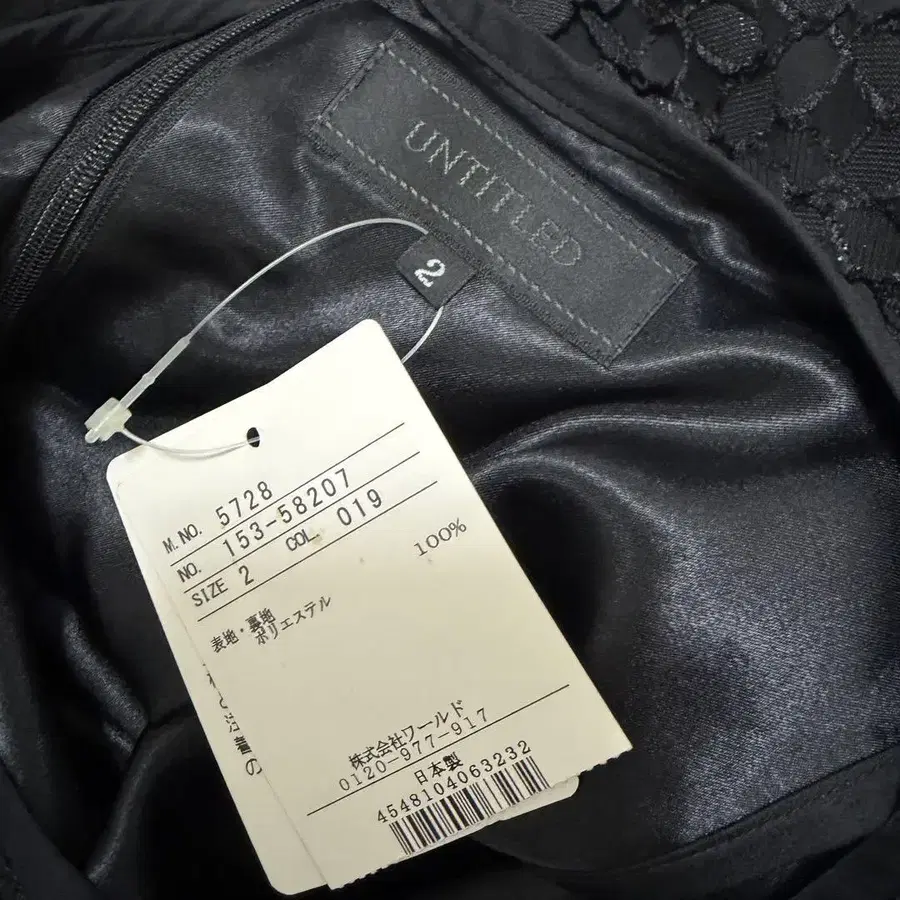 UNTITLED
2
M.NO. 5728
NO. 153-58207
SIZE 2 COL. 019
表地・裏地
ポリエステル 100%
株式会社ワールド
0120-977-917
日本製
4548104063232